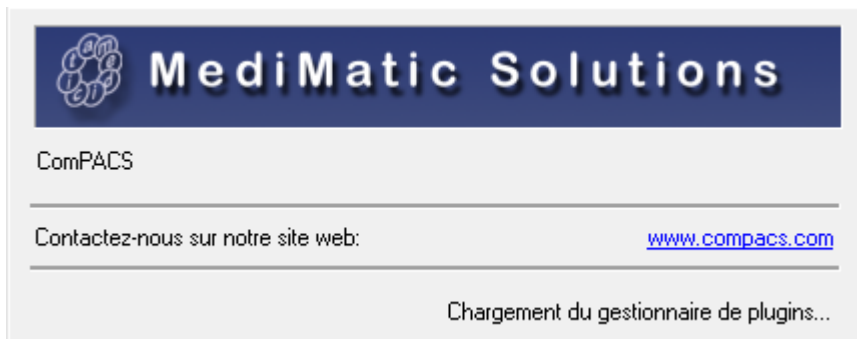 MediMatic Solutions
ComPACS
Contactez-nous sur notre site web: www.compacs.com
Chargement du gestionnaire de plugins...